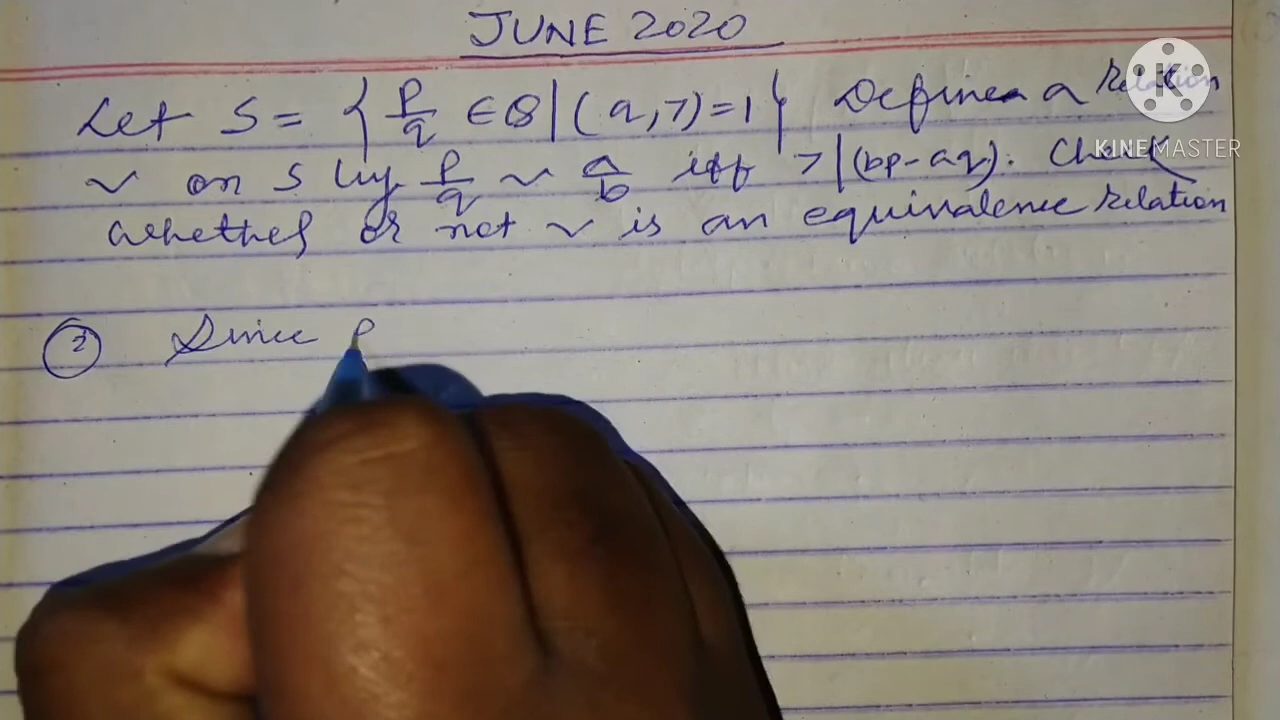 JUNE 2020
Let S = { p/q ∈ Q | (q,7)=1 } Define a relation
~ on S by p/q ~ a/b iff 7|(bp-aq). Check
whether or not ~ is an equivalence relation
② Since p
KINEMASTER